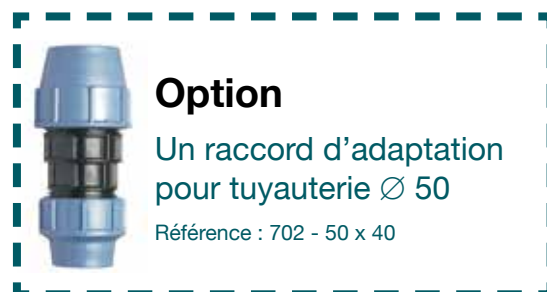 Option
Un raccord d’adaptation
pour tuyauterie ∅ 50
Référence : 702 - 50 x 40